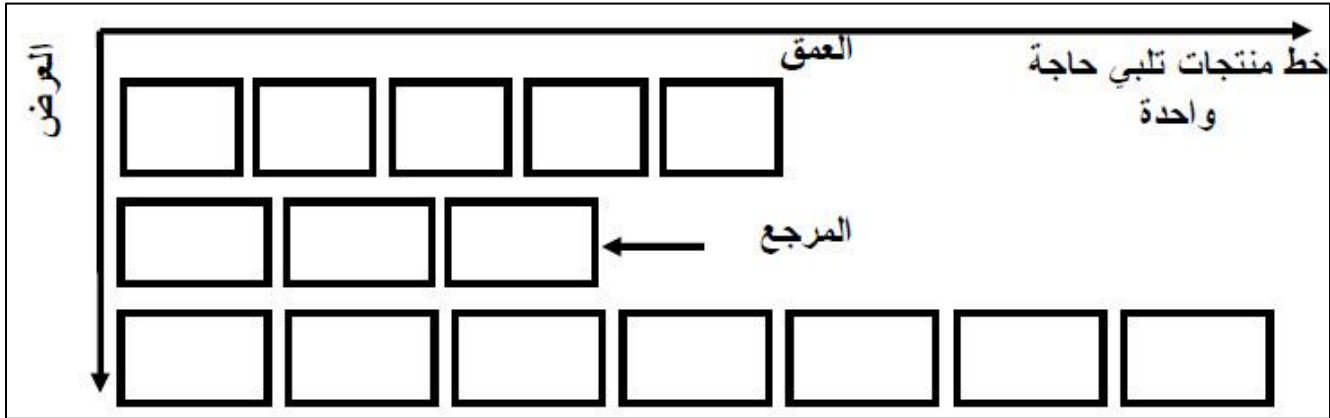 العرض
العمق
خط منتجات تلبي حاجة
واحدة
المرجع